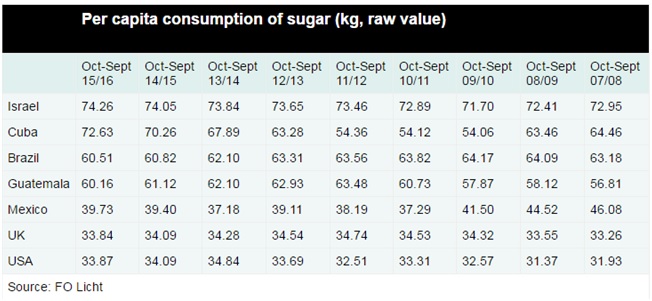 Per capita consumption of sugar (kg, raw value)
Oct-Sept 15/16 Oct-Sept 14/15 Oct-Sept 13/14 Oct-Sept 12/13 Oct-Sept 11/12 Oct-Sept 10/11 Oct-Sept 09/10 Oct-Sept 08/09 Oct-Sept 07/08
Israel 74.26 74.05 73.84 73.65 73.46 72.89 71.70 72.41 72.95
Cuba 72.63 70.26 67.89 63.28 54.36 54.12 54.06 63.46 64.46
Brazil 60.51 60.82 62.10 63.31 63.56 63.82 64.17 64.09 63.18
Guatemala 60.16 61.12 62.10 62.93 63.48 60.73 57.87 58.12 56.81
Mexico 39.73 39.40 37.18 39.11 38.19 37.29 41.50 44.52 46.08
UK 33.84 34.09 34.28 34.54 34.74 34.53 34.32 33.55 33.26
USA 33.87 34.09 34.84 33.69 32.51 33.31 32.57 31.37 31.93
Source: FO Licht